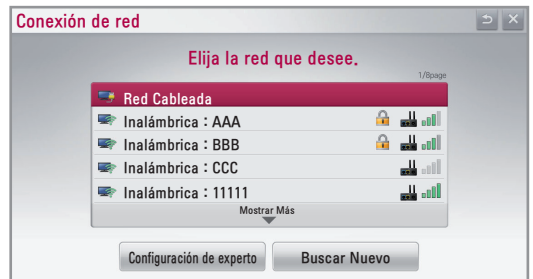 Conexión de red
Elija la red que desee.
1/8page
Red Cableada
Inalámbrica : AAA
Inalámbrica : BBB
Inalámbrica : CCC
Inalámbrica : 11111
Mostrar Más
Configuración de experto
Buscar Nuevo